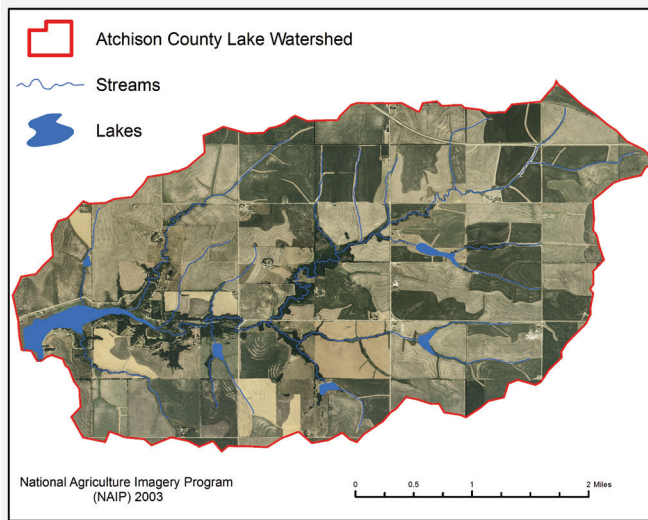 Atchison County Lake Watershed
Streams
Lakes
National Agriculture Imagery Program
(NAIP) 2003
0 0.5 1 2 Miles